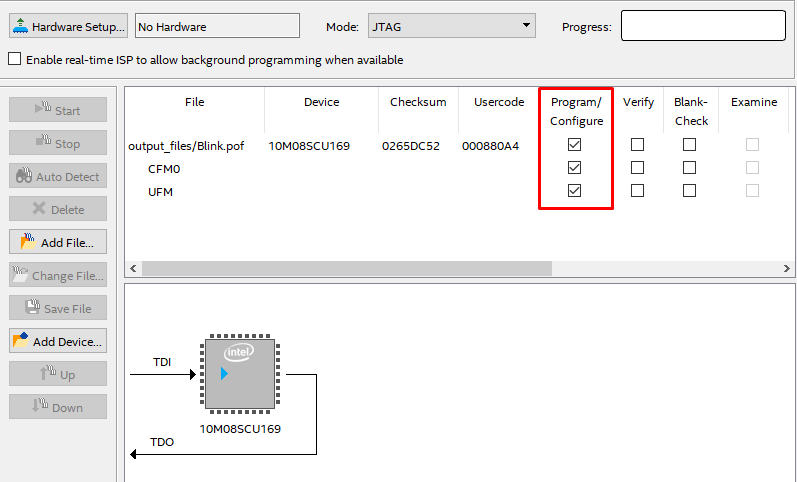 Hardware Setup... No Hardware Mode: JTAG Progress:
Enable real-time ISP to allow background programming when available
Start
Stop
Auto Detect
Delete
Add File...
Change File...
Save File
Add Device...
Up
Down
File Device Checksum Usercode Program/ Verify Blank- Examine
Configure Check
output_files/Blink.pof 10M08SCU169 0265DC52 000880A4
CFM0
UFM
intel
TDI
10M08SCU169
TDO